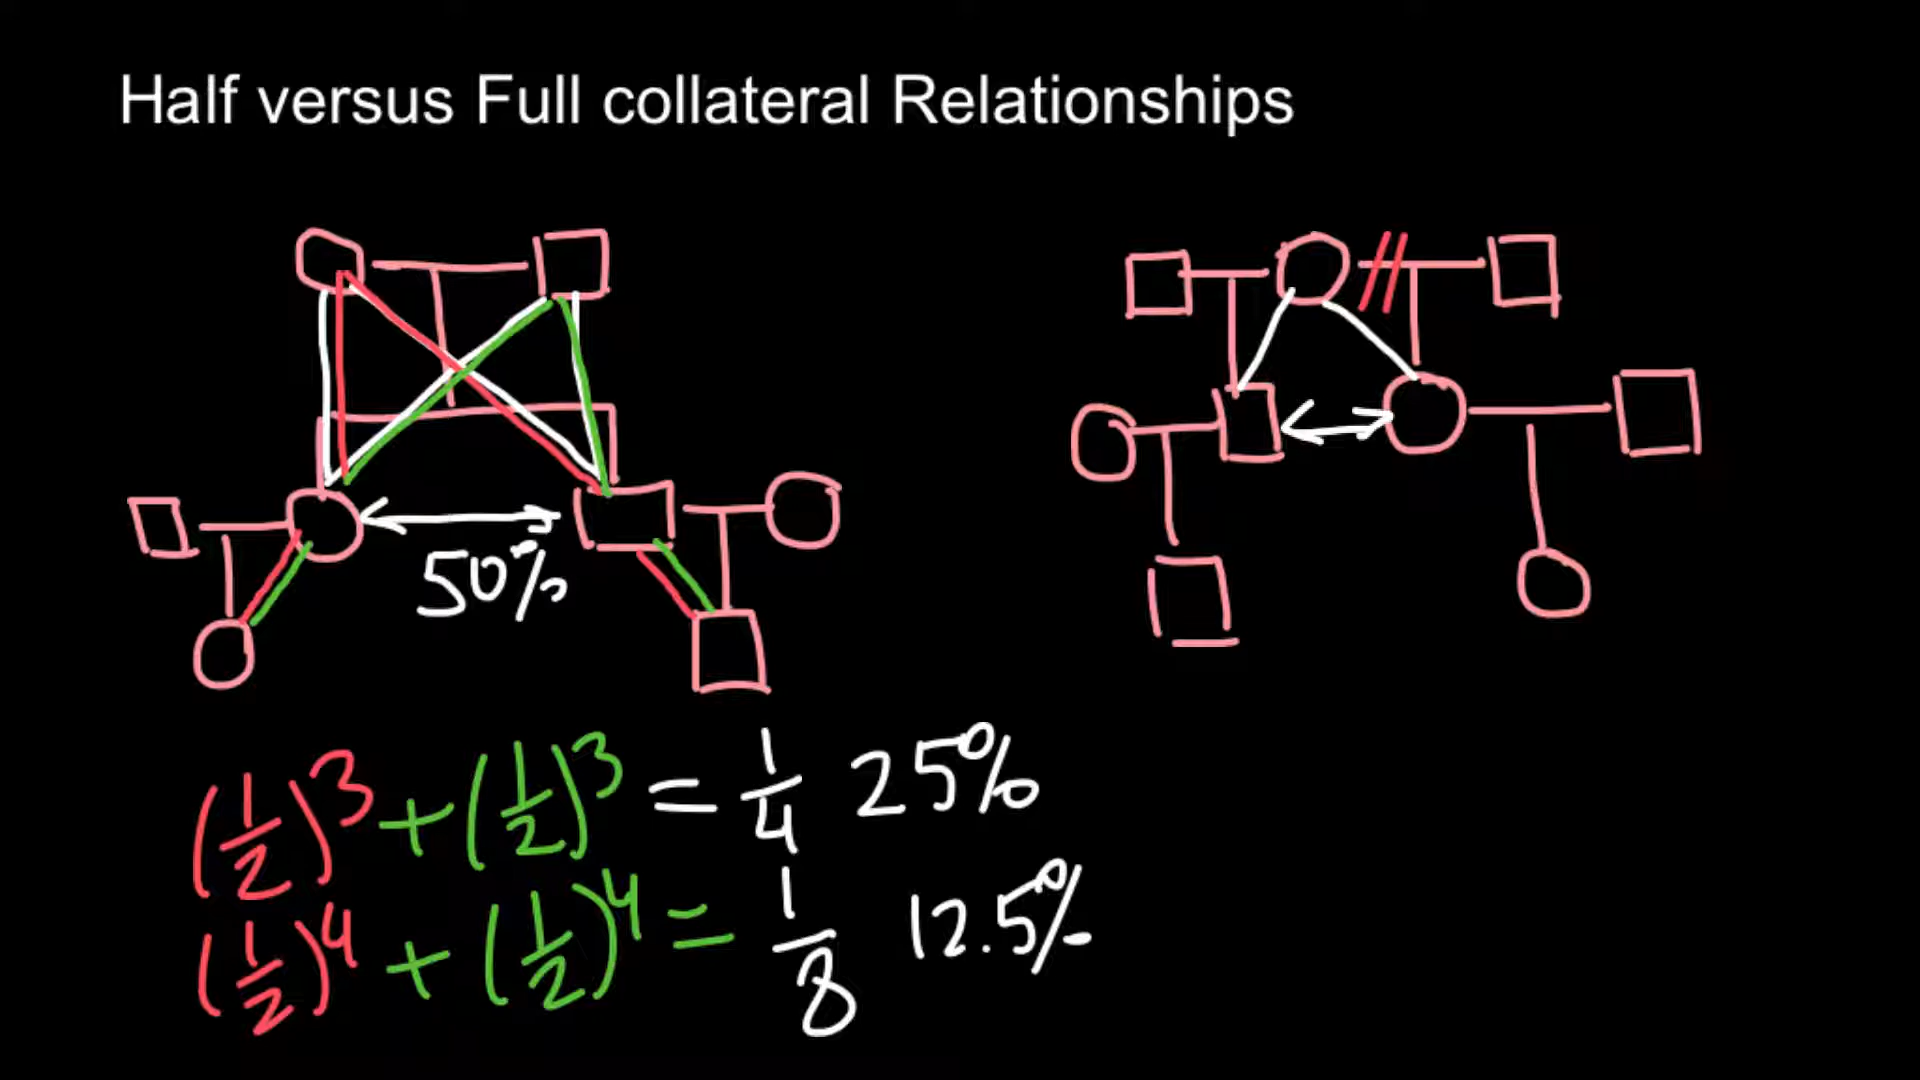 Half versus Full collateral Relationships
50%
(1/2)^3 + (1/2)^3 = 1/4 25%
(1/2)^4 + (1/2)^4 = 1/8 12.5%